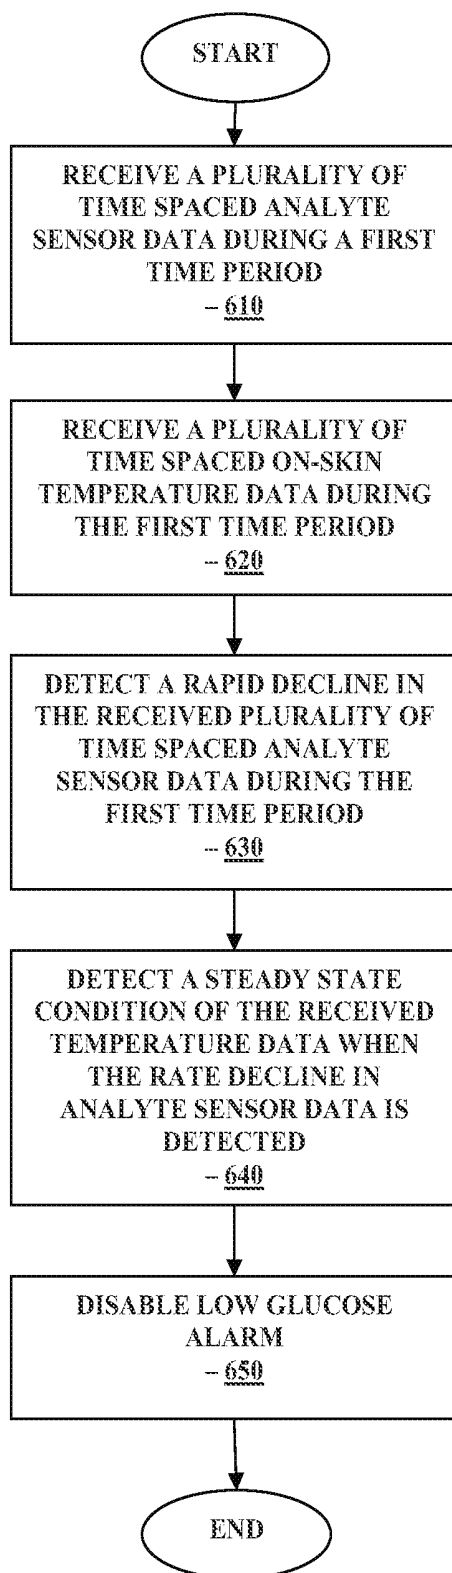 START
RECEIVE A PLURALITY OF
TIME SPACED ANALYTE
SENSOR DATA DURING A FIRST
TIME PERIOD
– 610
RECEIVE A PLURALITY OF
TIME SPACED ON-SKIN
TEMPERATURE DATA DURING
THE FIRST TIME PERIOD
– 620
DETECT A RAPID DECLINE IN
THE RECEIVED PLURALITY OF
TIME SPACED ANALYTE
SENSOR DATA DURING THE
FIRST TIME PERIOD
– 630
DETECT A STEADY STATE
CONDITION OF THE RECEIVED
TEMPERATURE DATA WHEN
THE RATE DECLINE IN
ANALYTE SENSOR DATA IS
DETECTED
– 640
DISABLE LOW GLUCOSE
ALARM
– 650
END